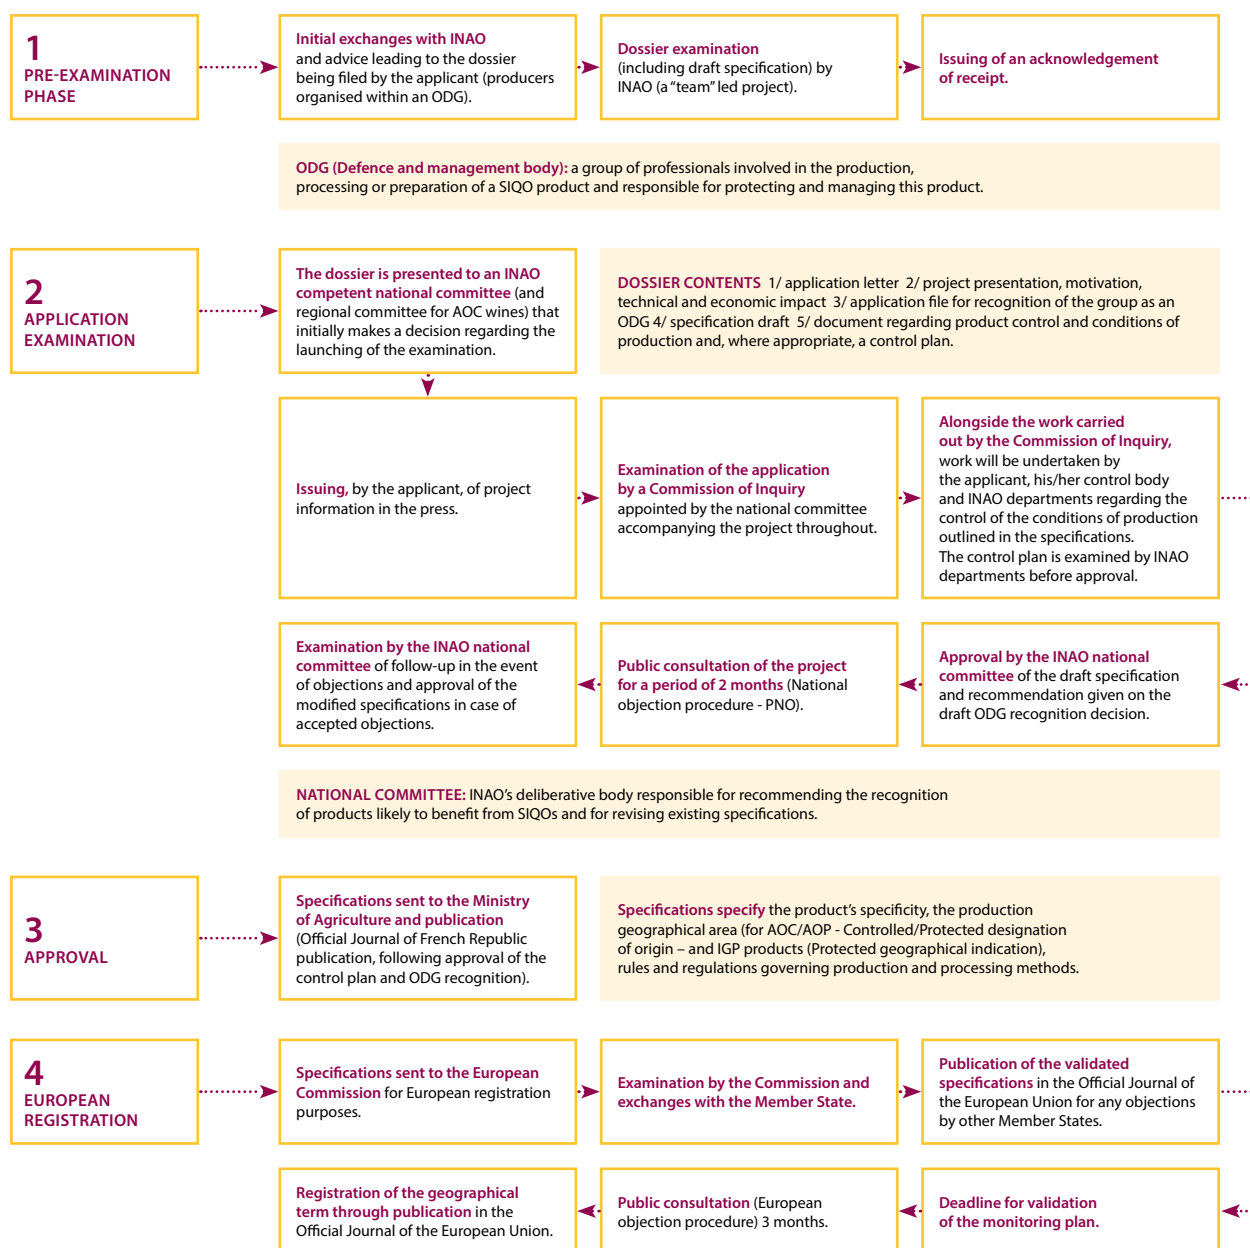 1
PRE-EXAMINATION
PHASE
Initial exchanges with INAO
and advice leading to the dossier
being filed by the applicant (producers
organised within an ODG).
Dossier examination
(including draft specification) by
INAO (a “team” led project).
Issuing of an acknowledgement
of receipt.
ODG (Defence and management body): a group of professionals involved in the production,
processing or preparation of a SIQO product and responsible for protecting and managing this product.
2
APPLICATION
EXAMINATION
The dossier is presented to an INAO
competent national committee (and
regional committee for AOC wines) that
initially makes a decision regarding the
launching of the examination.
DOSSIER CONTENTS 1/ application letter 2/ project presentation, motivation,
technical and economic impact 3/ application file for recognition of the group as an
ODG 4/ specification draft 5/ document regarding product control and conditions of
production and, where appropriate, a control plan.
Issuing, by the applicant, of project
information in the press.
Examination of the application
by a Commission of Inquiry
appointed by the national committee
accompanying the project throughout.
Alongside the work carried
out by the Commission of Inquiry,
work will be undertaken by
the applicant, his/her control body
and INAO departments regarding the
control of the conditions of production
outlined in the specifications.
The control plan is examined by INAO
departments before approval.
Examination by the INAO national
committee of follow-up in the event
of objections and approval of the
modified specifications in case of
accepted objections.
Public consultation of the project
for a period of 2 months (National
objection procedure - PNO).
Approval by the INAO national
committee of the draft specification
and recommendation given on the
draft ODG recognition decision.
NATIONAL COMMITTEE: INAO’s deliberative body responsible for recommending the recognition
of products likely to benefit from SIQOs and for revising existing specifications.
3
APPROVAL
Specifications sent to the Ministry
of Agriculture and publication
(Official Journal of French Republic
publication, following approval of the
control plan and ODG recognition).
Specifications specify the product’s specificity, the production
geographical area (for AOC/AOP - Controlled/Protected designation
of origin – and IGP products (Protected geographical indication),
rules and regulations governing production and processing methods.
4
EUROPEAN
REGISTRATION
Specifications sent to the European
Commission for European registration
purposes.
Examination by the Commission and
exchanges with the Member State.
Publication of the validated
specifications in the Official Journal of
the European Union for any objections
by other Member States.
Registration of the geographical
term through publication in the
Official Journal of the European Union.
Public consultation (European
objection procedure) 3 months.
Deadline for validation
of the monitoring plan.